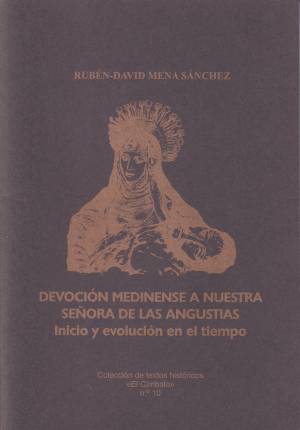 RUBÉN-DAVID MENA SÁNCHEZ
DEVOCIÓN MEDINENSE A NUESTRA
SEÑORA DE LAS ANGUSTIAS
Inicio y evolución en el tiempo
Colección de textos históricos
«El Címbalo»
n.º 10